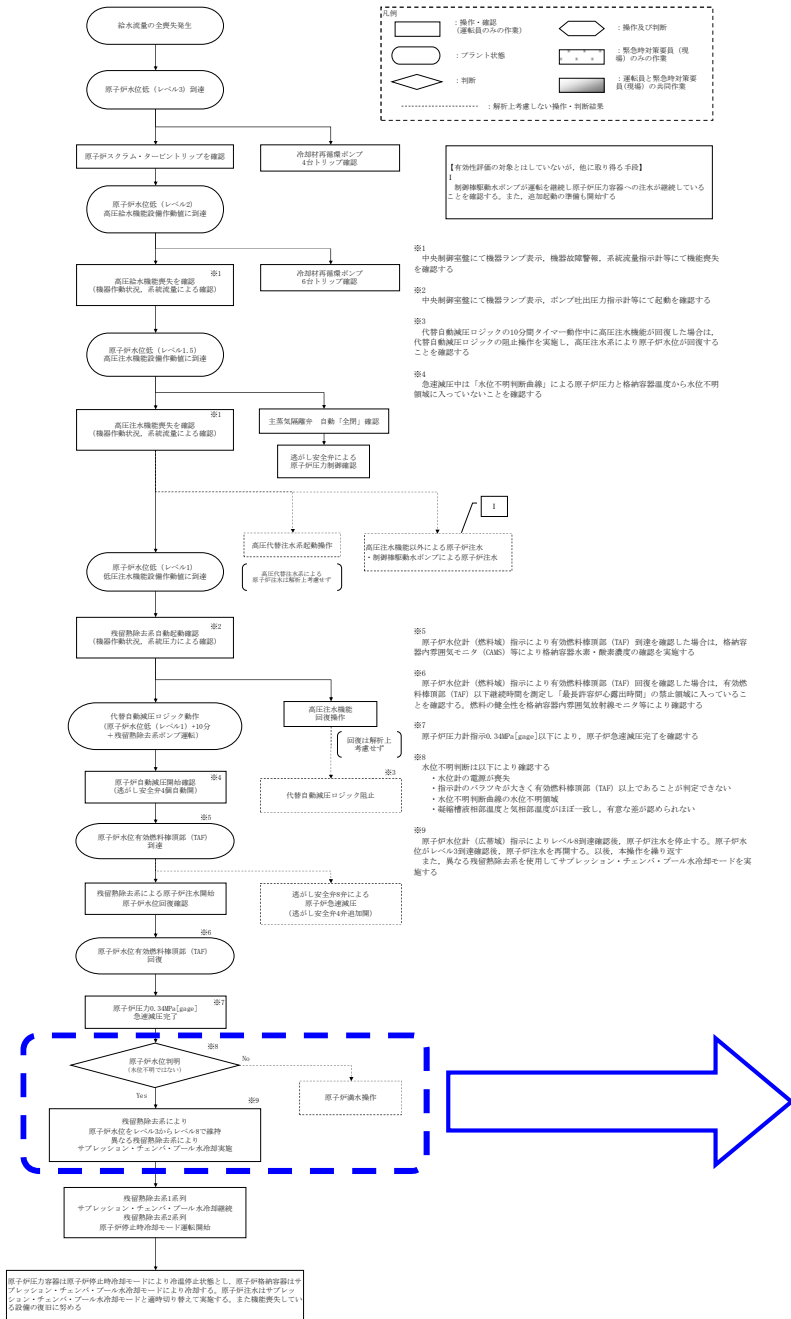 給水流量の全喪失発生
原子炉水位低（レベル3）到達
原子炉スクラム・タービントリップを確認
冷却材再循環ポンプ
4台トリップ確認
原子炉水位低（レベル2）
高圧給水機能設備作動値に到達
※1
高圧給水機能喪失を確認
（機器作動状況、系統流量による確認）
冷却材再循環ポンプ
6台トリップ確認
原子炉水位低（レベル1.5）
高圧注水機能設備作動値に到達
※1
高圧注水機能喪失を確認
（機器作動状況、系統流量による確認）
主蒸気隔離弁　自動「全閉」確認
逃がし安全弁による
原子炉圧力制御確認
1
高圧代替注水系起動操作
高圧代替注水系による
原子炉注水は解析上考慮せず
高圧注水機能以外による原子炉注水
・制御棒駆動水ポンプによる原子炉注水
原子炉水位低（レベル1）
低圧注水機能設備作動値に到達
※2
残留熱除去系自動起動確認
（機器作動状況、系統圧力による確認）
代替自動減圧ロジック動作
（原子炉水位低（レベル1）+10分
＋残留熱除去系ポンプ運転）
高圧注水機能
回復操作
回復は解析上
考慮せず
※3
代替自動減圧ロジック阻止
※4
原子炉自動減圧開始確認
（逃がし安全弁4個自動開）
※5
原子炉水位有効燃料棒頂部（TAF）
到達
残留熱除去系による原子炉注水開始
原子炉水位回復確認
逃がし安全弁8弁による
原子炉急速減圧
（逃がし安全弁4弁追加開）
※6
原子炉水位有効燃料棒頂部（TAF）
回復
※7
原子炉圧力0.34MPa[gage]
急速減圧完了
※8
原子炉水位判明
（水位不明ではない）
No
Yes
原子炉満水操作
※9
残留熱除去系により
原子炉水位をレベル3からレベル8で維持
異なる残留熱除去系により
サプレッション・チェンバ・プール水冷却実施
残留熱除去系1系列
サプレッション・チェンバ・プール水冷却継続
残留熱除去系2系列
原子炉停止時冷却モード運転開始
原子炉圧力容器は原子炉停止時冷却モードにより冷温停止状態とし、原子炉格納容器はサ
プレッション・チェンバ・プール水冷却モードにより冷却する。原子炉注水はサプレッ
ション・チェンバ・プール水冷却モードと適時切り替えて実施する。また機能喪失してい
る設備の復旧に努める
凡例
：操作・確認
（運転員のみの作業）
：操作及び判断
：プラント状態
：緊急時対策要員（現
場）のみの作業
：判断
：運転員と緊急時対策要
員(現場）の共同作業
：解析上考慮しない操作・判断結果
【有効性評価の対象とはしていないが、他に取り得る手段】
1
制御棒駆動水ポンプが運転を継続し原子炉圧力容器への注水が継続している
ことを確認する。また、追加起動の準備も開始する
※1
中央制御室盤にて機器ランプ表示、機器故障警報、系統流量指示計等にて機能喪失
を確認する
※2
中央制御室盤にて機器ランプ表示、ポンプ吐出圧力指示計等にて起動を確認する
※3
代替自動減圧ロジックの10分間タイマー動作中に高圧注水機能が回復した場合は、
代替自動減圧ロジックの阻止操作を実施し、高圧注水系により原子炉水位が回復する
ことを確認する
※4
急速減圧中は「水位不明判断曲線」による原子炉圧力と格納容器温度から水位不明
領域に入っていないことを確認する
※5
原子炉水位計（燃料域）指示により有効燃料棒頂部（TAF）到達を確認した場合は、格納容
器内雰囲気モニタ（CAMS）等により格納容器水素・酸素濃度の確認を実施する
※6
原子炉水位計（燃料域）指示により有効燃料棒頂部（TAF）回復を確認した場合は、有効燃
料棒頂部（TAF）以下継続時間を測定し「最長許容炉心露出時間」の禁止領域に入っているこ
とを確認する。燃料の健全性を格納容器内雰囲気放射線モニタ等により確認する
※7
原子炉圧力計指示0.34MPa[gage]以下により、原子炉急速減圧完了を確認する
※8
水位不明判断は以下により確認する
・水位計の電源が喪失
・指示計のバラツキが大きく有効燃料棒頂部（TAF）以上であることが判定できない
・水位不明判断曲線の水位不明領域
・凝縮槽液相部温度と気相部温度がほぼ一致し、有意な差が認められない
※9
原子炉水位計（広帯域）指示によりレベル8到達確認後、原子炉注水を停止する。原子炉水
位がレベル3到達確認後、原子炉注水を再開する。以後、本操作を繰り返す
また、異なる残留熱除去系を使用してサプレッション・チェンバ・プール水冷却モードを実
施する